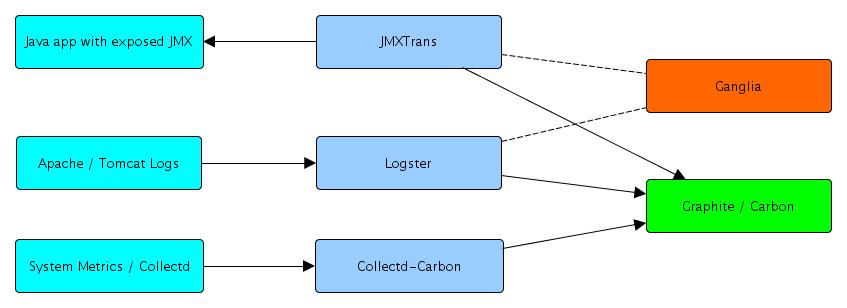 Java app with exposed JMX
JMXTrans
Ganglia
Apache / Tomcat Logs
Logster
Graphite / Carbon
System Metrics / Collectd
Collectd-Carbon